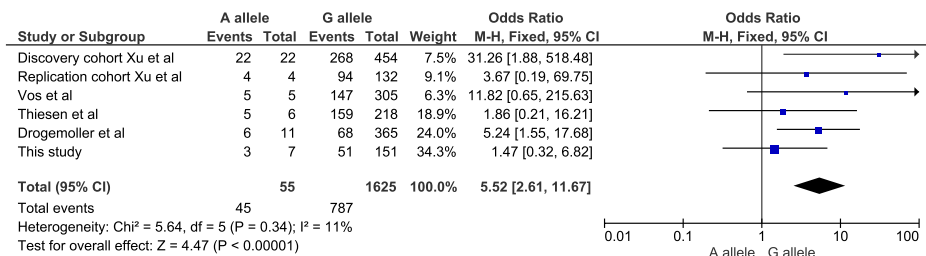 A allele G allele Odds Ratio Odds Ratio
Study or Subgroup Events Total Events Total Weight M-H, Fixed, 95% CI M-H, Fixed, 95% CI
Discovery cohort Xu et al 22 22 268 454 7.5% 31.26 [1.88, 518.48]
Replication cohort Xu et al 4 4 94 132 9.1% 3.67 [0.19, 69.75]
Vos et al 5 5 147 305 6.3% 11.82 [0.65, 215.63]
Thiesen et al 5 6 159 218 18.9% 1.86 [0.21, 16.21]
Drogemoller et al 6 11 68 365 24.0% 5.24 [1.55, 17.68]
This study 3 7 51 151 34.3% 1.47 [0.32, 6.82]
Total (95% CI) 55 1625 100.0% 5.52 [2.61, 11.67]
Total events 45 787
Heterogeneity: Chi² = 5.64, df = 5 (P = 0.34); I² = 11%
Test for overall effect: Z = 4.47 (P < 0.00001)
0.01 0.1 1 10 100
A allele G allele